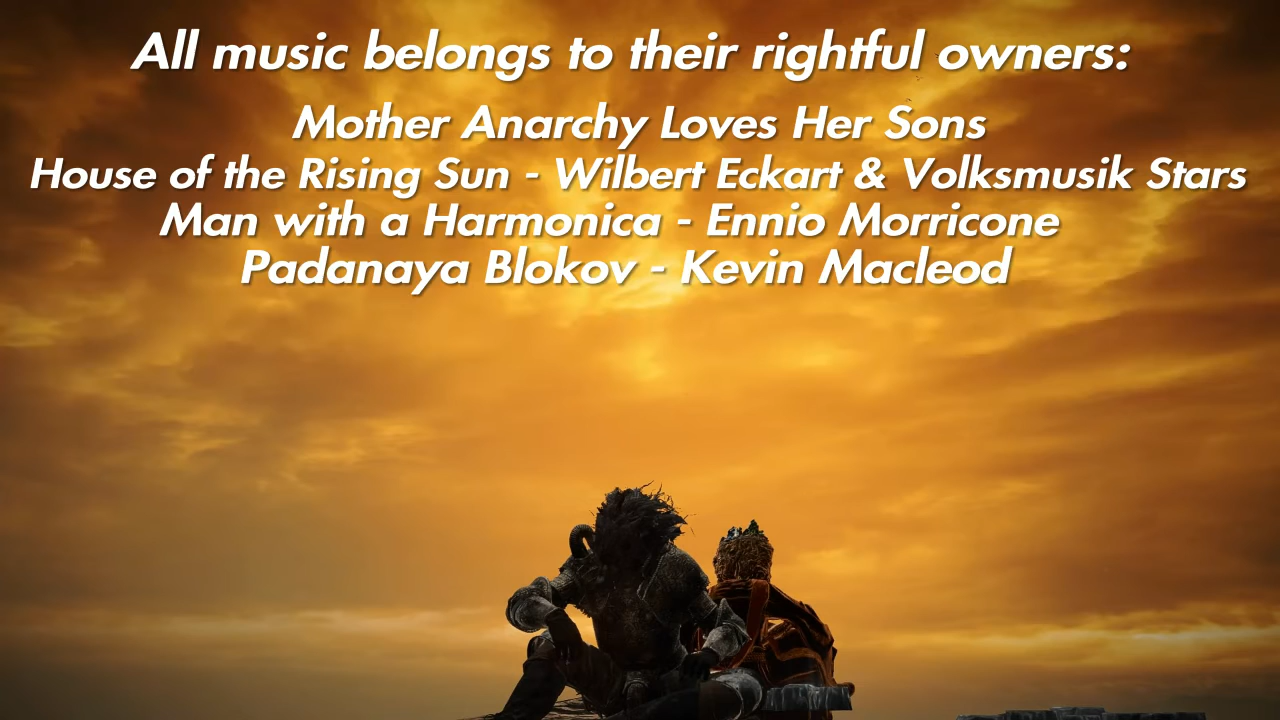 All music belongs to their rightful owners:
Mother Anarchy Loves Her Sons
House of the Rising Sun - Wilbert Eckart & Volksmusik Stars
Man with a Harmonica - Ennio Morricone
Padanaya Blokov - Kevin Macleod